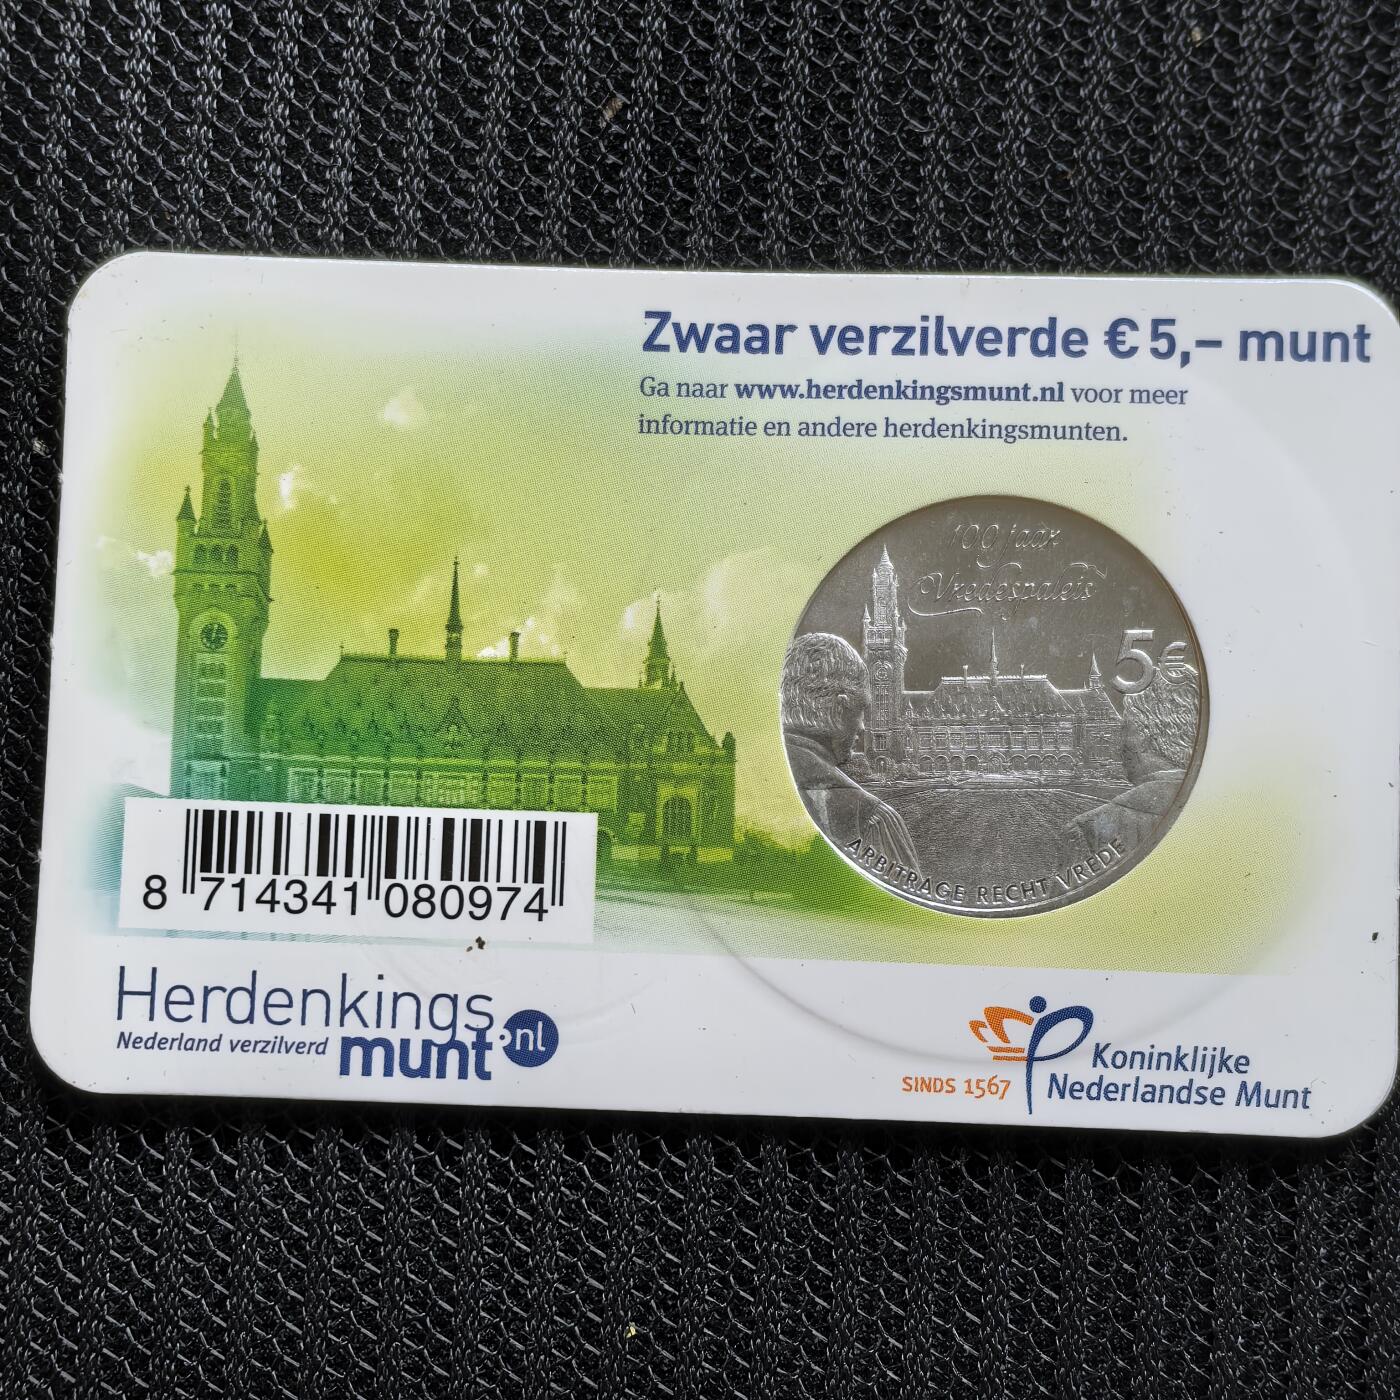 Zwaar verzilverde € 5,– munt
Ga naar www.herdenkingsmunt.nl voor meer
informatie en andere herdenkingsmunten.
100 jaar
Vredespaleis
5€
ARBITRAGE RECHT VREDE
8 714341 080974
Herdenkings
Nederland verzilverd munt.nl
SINDS 1567
Koninklijke
Nederlandse Munt